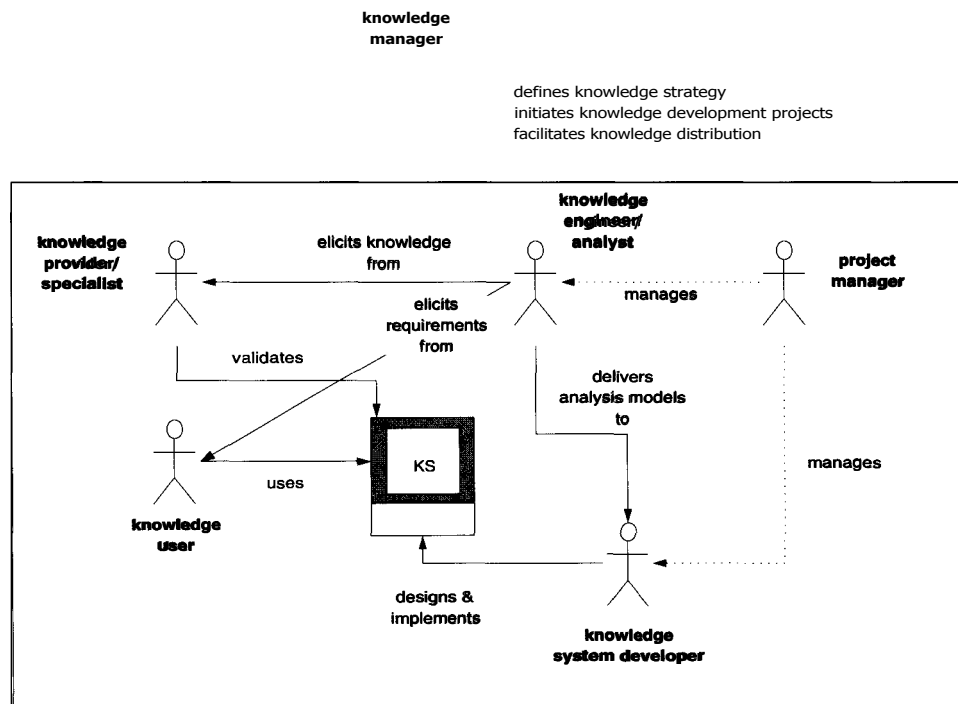 knowledge
manager
defines knowledge strategy
initiates knowledge development projects
facilitates knowledge distribution
knowledge
engineer/
analyst
knowledge
provider/
specialist
elicits knowledge
from
project
manager
manages
elicits
requirements
from
validates
delivers
analysis models
to
KS
uses
manages
knowledge
user
designs &
implements
knowledge
system developer